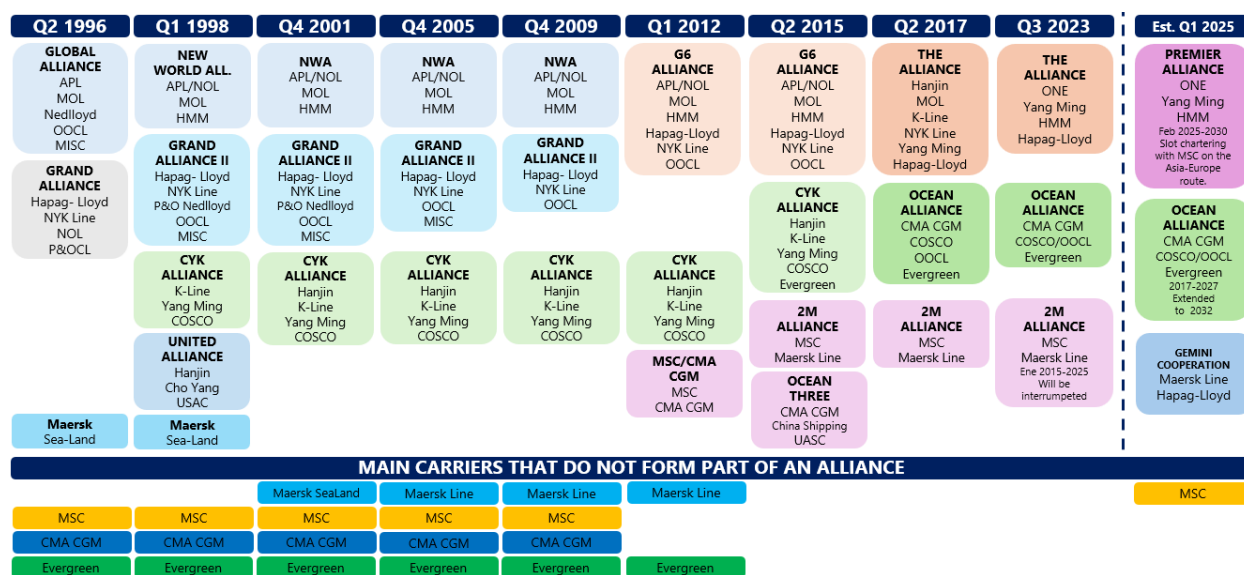 Q2 1996
Q1 1998
Q4 2001
Q4 2005
Q4 2009
Q1 2012
Q2 2015
Q2 2017
Q3 2023
Est. Q1 2025
GLOBAL
ALLIANCE
APL
MOL
Nedlloyd
OOCL
MISC
GRAND
ALLIANCE
Hapag- Lloyd
NYK Line
NOL
P&OCL
Maersk
Sea-Land
NEW
WORLD ALL.
APL/NOL
MOL
HMM
GRAND
ALLIANCE II
Hapag- Lloyd
NYK Line
P&O Nedlloyd
OOCL
MISC
CYK
ALLIANCE
K-Line
Yang Ming
COSCO
UNITED
ALLIANCE
Hanjin
Cho Yang
USAC
Maersk
Sea-Land
NWA
APL/NOL
MOL
HMM
GRAND
ALLIANCE II
Hapag- Lloyd
NYK Line
P&O Nedlloyd
OOCL
MISC
CYK
ALLIANCE
Hanjin
K-Line
Yang Ming
COSCO
NWA
APL/NOL
MOL
HMM
GRAND
ALLIANCE II
Hapag- Lloyd
NYK Line
OOCL
MISC
CYK
ALLIANCE
Hanjin
K-Line
Yang Ming
COSCO
NWA
APL/NOL
MOL
HMM
GRAND
ALLIANCE II
Hapag- Lloyd
NYK Line
OOCL
CYK
ALLIANCE
Hanjin
K-Line
Yang Ming
COSCO
G6
ALLIANCE
APL/NOL
MOL
HMM
Hapag-Lloyd
NYK Line
OOCL
CYK
ALLIANCE
Hanjin
K-Line
Yang Ming
COSCO
MSC/CMA
CGM
MSC
CMA CGM
G6
ALLIANCE
APL/NOL
MOL
HMM
Hapag-Lloyd
NYK Line
OOCL
CYK
ALLIANCE
Hanjin
K-Line
Yang Ming
COSCO
Evergreen
2M
ALLIANCE
MSC
Maersk Line
OCEAN
THREE
CMA CGM
China Shipping
UASC
THE
ALLIANCE
Hanjin
MOL
K-Line
NYK Line
Yang Ming
Hapag-Lloyd
OCEAN
ALLIANCE
CMA CGM
COSCO
OOCL
Evergreen
2M
ALLIANCE
MSC
Maersk Line
THE
ALLIANCE
ONE
Yang Ming
HMM
Hapag-Lloyd
OCEAN
ALLIANCE
CMA CGM
COSCO/OOCL
Evergreen
2M
ALLIANCE
MSC
Maersk Line
Ene 2015-2025
Will be
interrumpeted
PREMIER
ALLIANCE
ONE
Yang Ming
HMM
Feb 2025-2030
Slot chartering
with MSC on the
Asia-Europe
route.
OCEAN
ALLIANCE
CMA CGM
COSCO/OOCL
Evergreen
2017-2027
Extended
to 2032
GEMINI
COOPERATION
Maersk Line
Hapag-Lloyd
MAIN CARRIERS THAT DO NOT FORM PART OF AN ALLIANCE
Maersk SeaLand
Maersk Line
Maersk Line
Maersk Line
MSC
MSC
MSC
MSC
MSC
MSC
CMA CGM
CMA CGM
CMA CGM
CMA CGM
CMA CGM
Evergreen
Evergreen
Evergreen
Evergreen
Evergreen
Evergreen